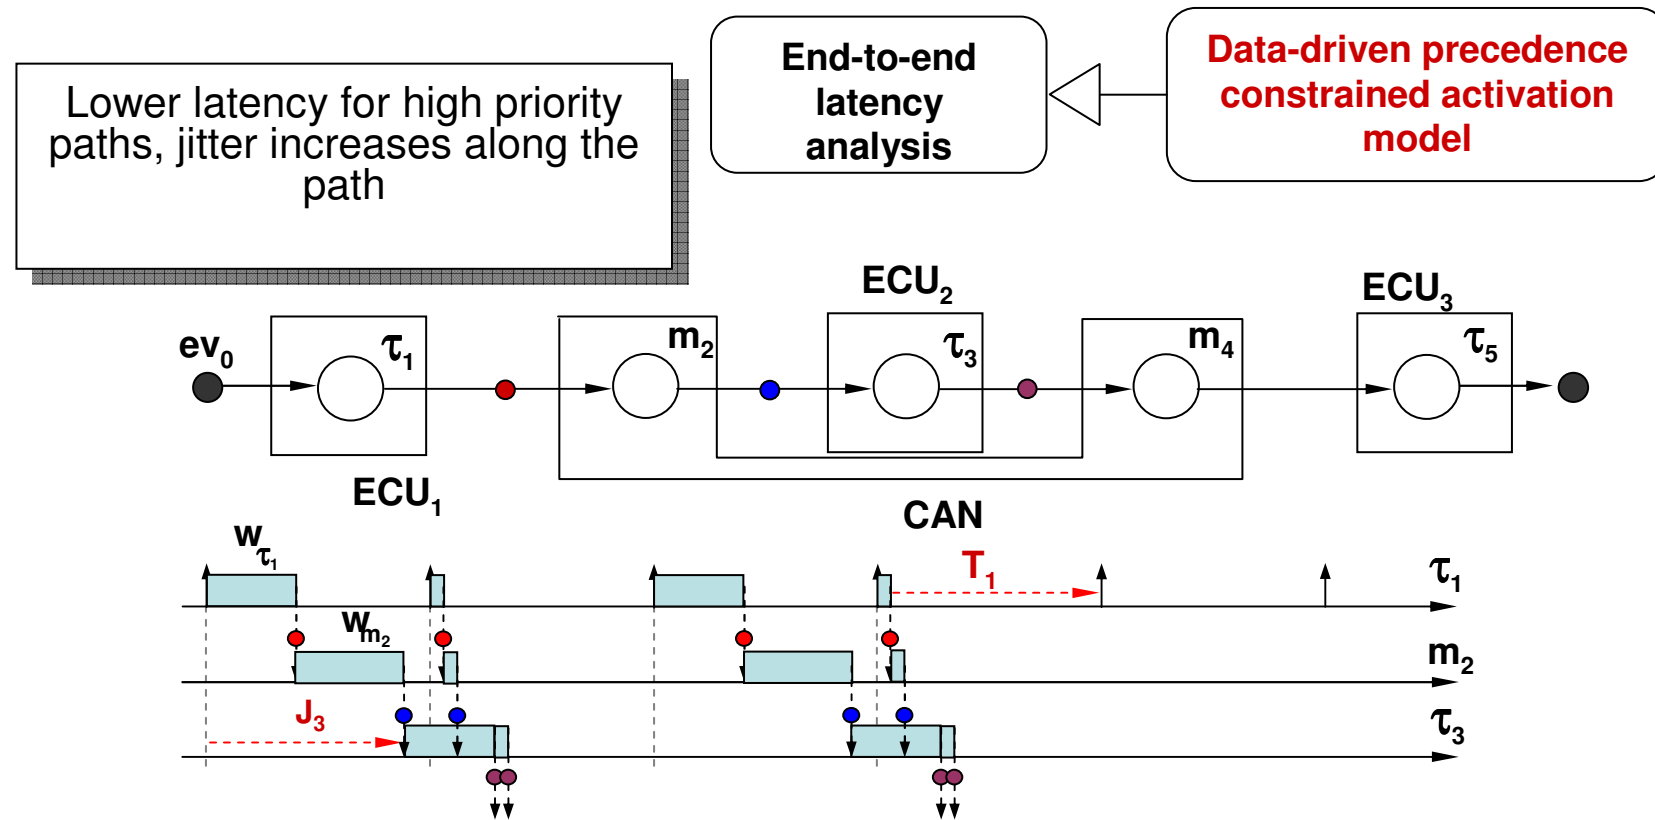 Lower latency for high priority
paths, jitter increases along the
path
End-to-end
latency
analysis
Data-driven precedence
constrained activation
model
ECU2
ECU3
ev0
τ1
m2
τ3
m4
τ5
ECU1
CAN
wτ1
T1
τ1
wm2
m2
J3
τ3